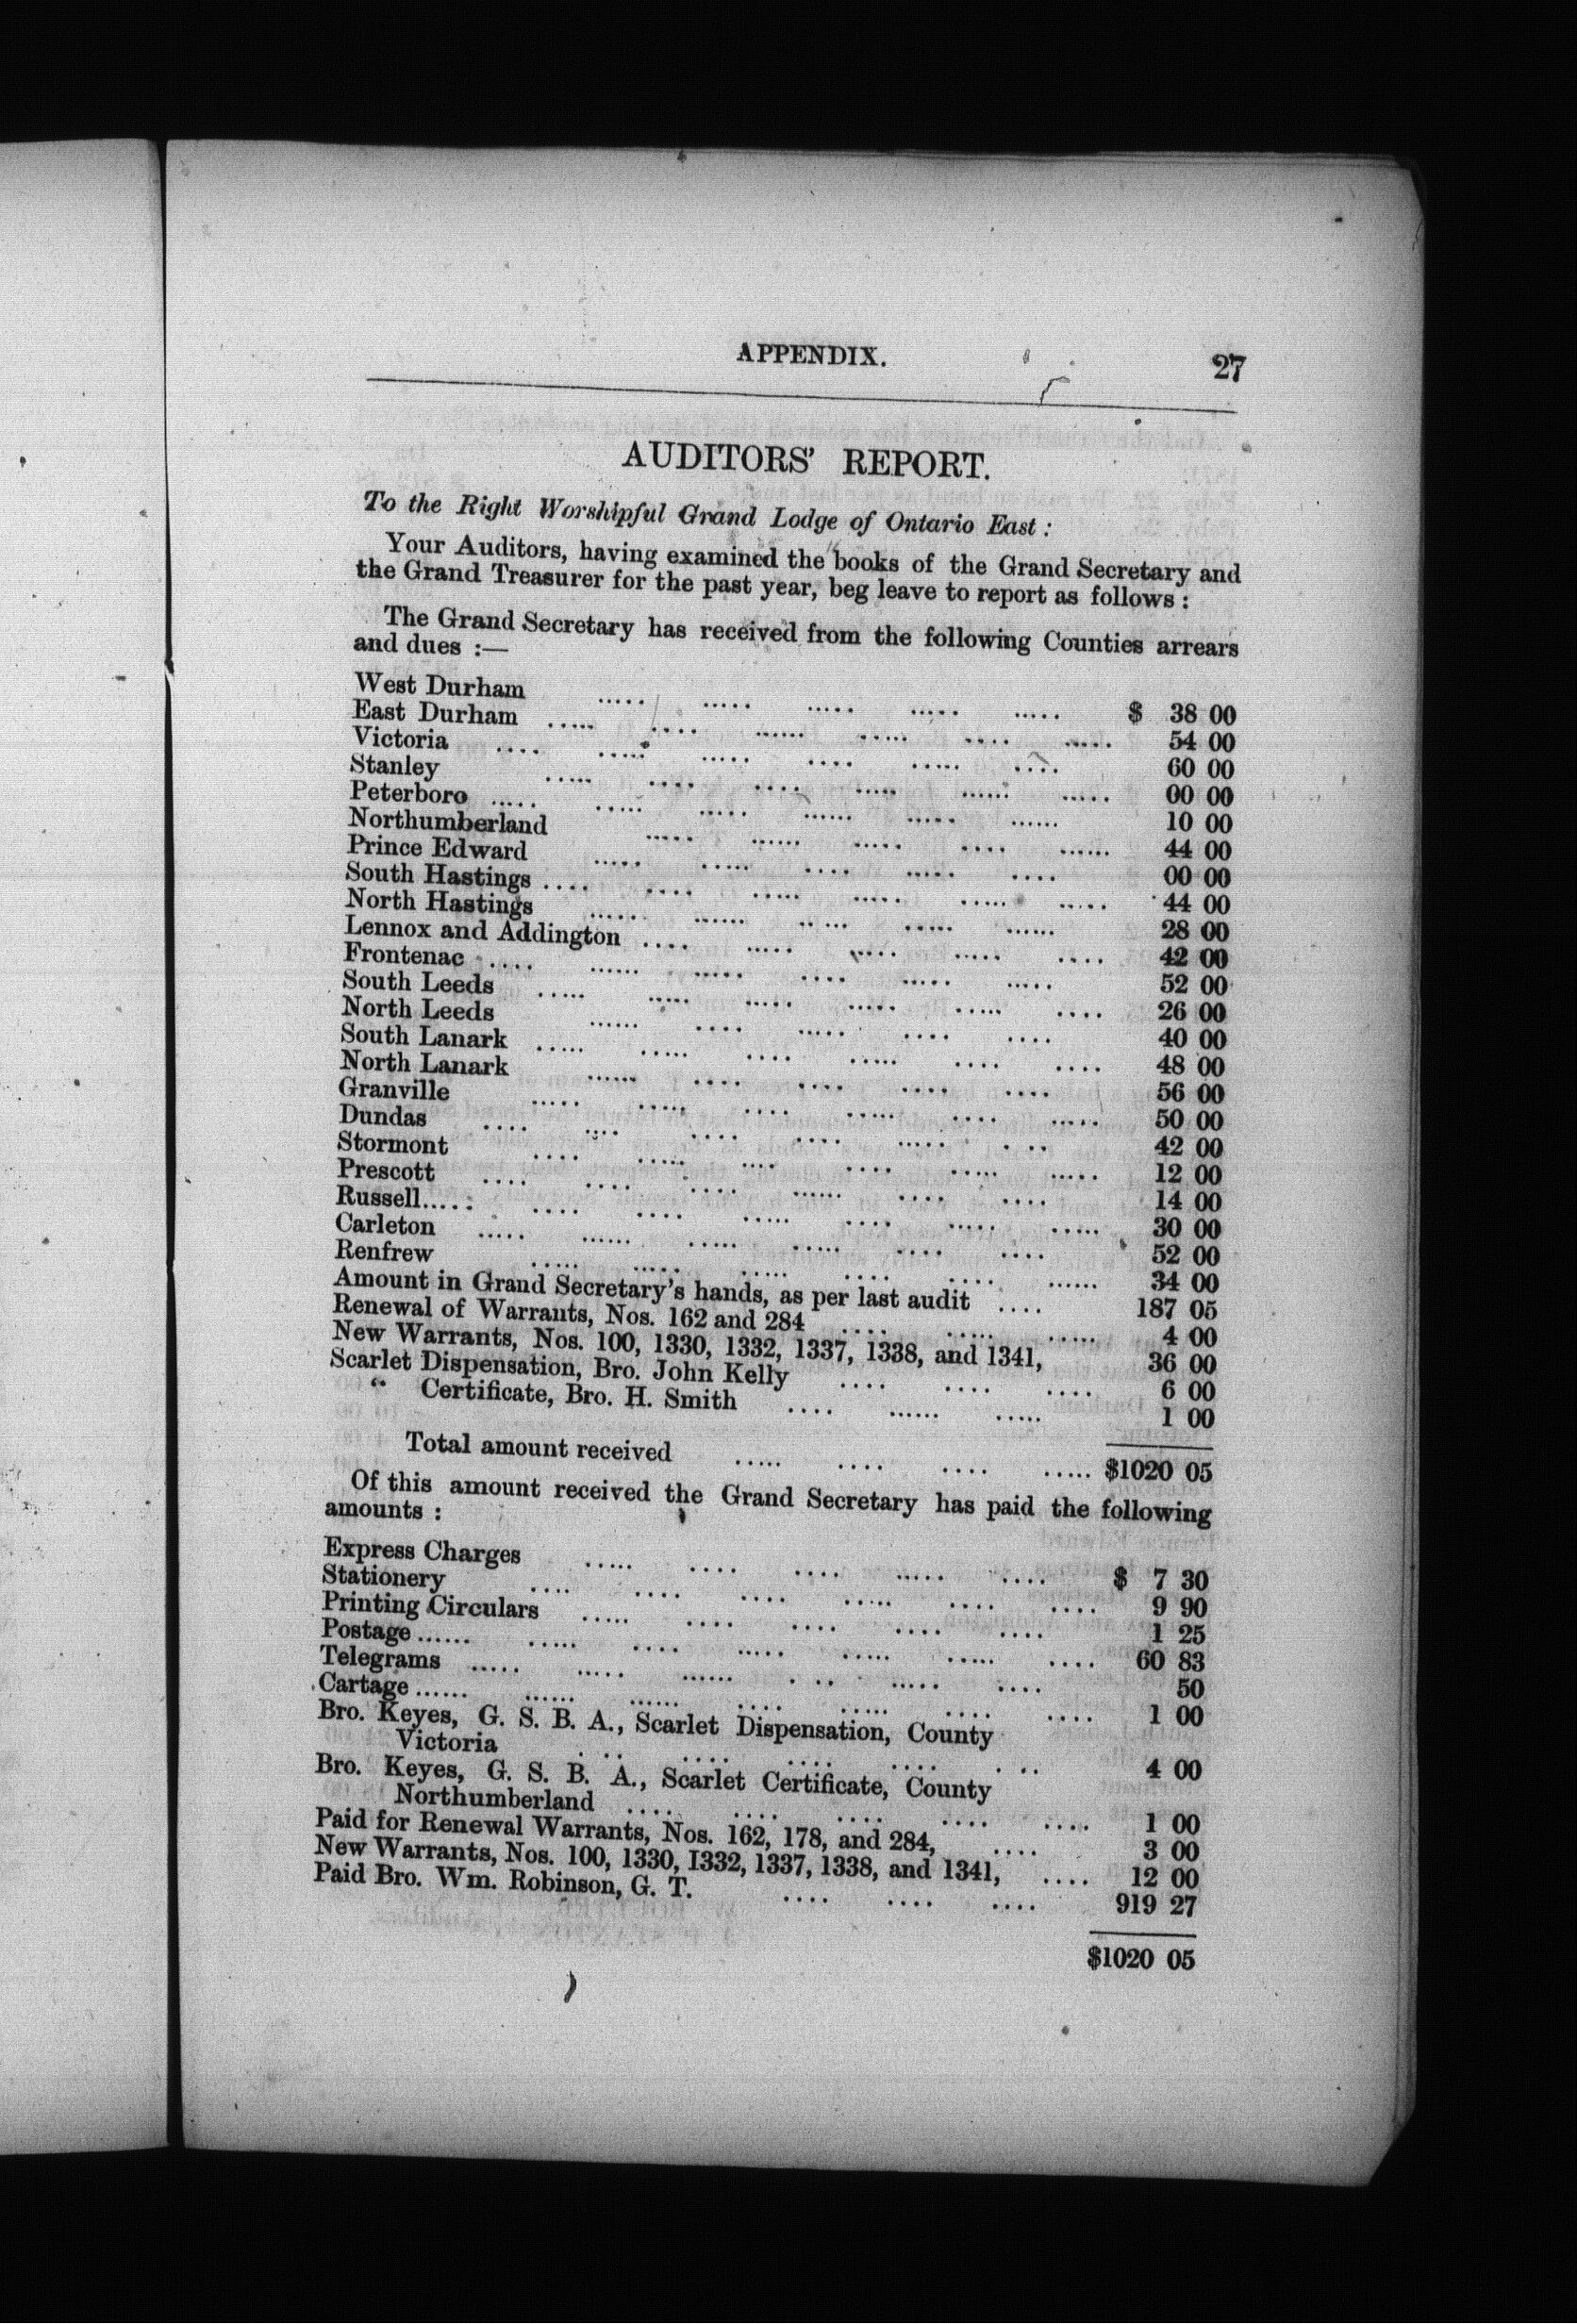 APPENDIX. 27
AUDITORS' REPORT.
To the Right Worshipful Grand Lodge of Ontario East :
Your Auditors, having examined the books of the Grand Secretary and
the Grand Treasurer for the past year, beg leave to report as follows :
The Grand Secretary has received from the following Counties arrears
and dues :—
West Durham ..... ..... ..... ..... ..... $ 38 00
East Durham ..... .... ...... ..... .... ..... 54 00
Victoria .... ..... ..... .... ..... .... 60 00
Stanley ..... .... .... ..... ...... ..... 00 00
Peterboro ..... ..... ..... ...... ..... ...... 10 00
Northumberland ..... ...... ..... .... ...... 44 00
Prince Edward ..... ..... .... ..... .... 00 00
South Hastings .... .... ..... ..... ..... ..... 44 00
North Hastings ..... ...... ..... ..... ...... 28 00
Lennox and Addington .... ..... ..... ..... .... 42 00
Frontenac .... ...... ..... .... ..... ..... 52 00
South Leeds ..... ..... ..... ..... ..... .... 26 00
North Leeds ...... .... ..... .... .... 40 00
South Lanark ..... ..... .... ..... .... .... 48 00
North Lanark ...... .... .... .... .... 56 00
Granville ..... ..... .... ..... .... ..... 50 00
Dundas .... .... .... .... ..... .... 42 00
Stormont .... ..... .... .... ..... ..... 12 00
Prescott .... .... .... ...... .... .... 14 00
Russell..... .... .... ..... .... ..... ..... 30 00
Carleton ..... ...... ..... ..... .... .... 52 00
Renfrew ..... ..... ..... .... .... ...... 34 00
Amount in Grand Secretary's hands, as per last audit .... 187 05
Renewal of Warrants, Nos. 162 and 284 .... ..... ..... 4 00
New Warrants, Nos. 100, 1330, 1332, 1337, 1338, and 1341, 36 00
Scarlet Dispensation, Bro. John Kelly .... .... .... 6 00
“ Certificate, Bro. H. Smith .... ...... ..... 1 00
Total amount received ..... .... .... ..... $1020 05
Of this amount received the Grand Secretary has paid the following
amounts :
Express Charges ..... .... .... ..... .... $ 7 30
Stationery .... .... .... ..... .... .... 9 90
Printing Circulars ..... .... .... .... .... 1 25
Postage...... ..... .... ..... ..... ..... .... 60 83
Telegrams ..... ..... ...... ... ..... .... 50
Cartage...... ...... ...... .... ..... .... .... 1 00
Bro. Keyes, G. S. B. A., Scarlet Dispensation, County
Victoria ... .... .... .... ... 4 00
Bro. Keyes, G. S. B. A., Scarlet Certificate, County
Northumberland .... .... .... .... .... 1 00
Paid for Renewal Warrants, Nos. 162, 178, and 284, .... 3 00
New Warrants, Nos. 100, 1330, 1332, 1337, 1338, and 1341, .... 12 00
Paid Bro. Wm. Robinson, G. T. .... .... .... 919 27
$1020 05